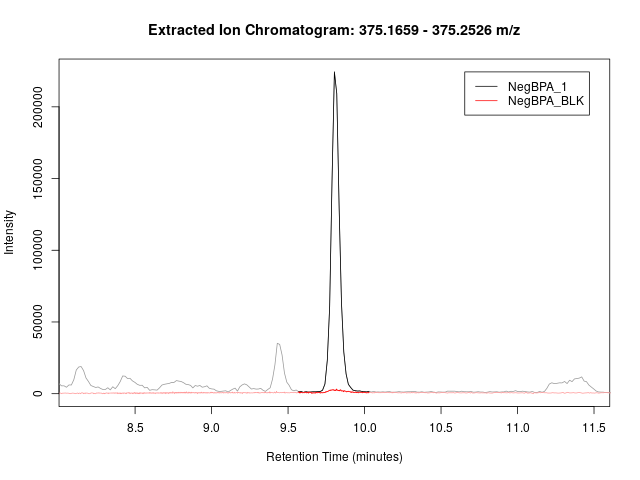 Extracted Ion Chromatogram: 375.1659 - 375.2526 m/z
NegBPA_1
NegBPA_BLK
Intensity
200000
150000
100000
50000
0
8.5 9.0 9.5 10.0 10.5 11.0 11.5
Retention Time (minutes)